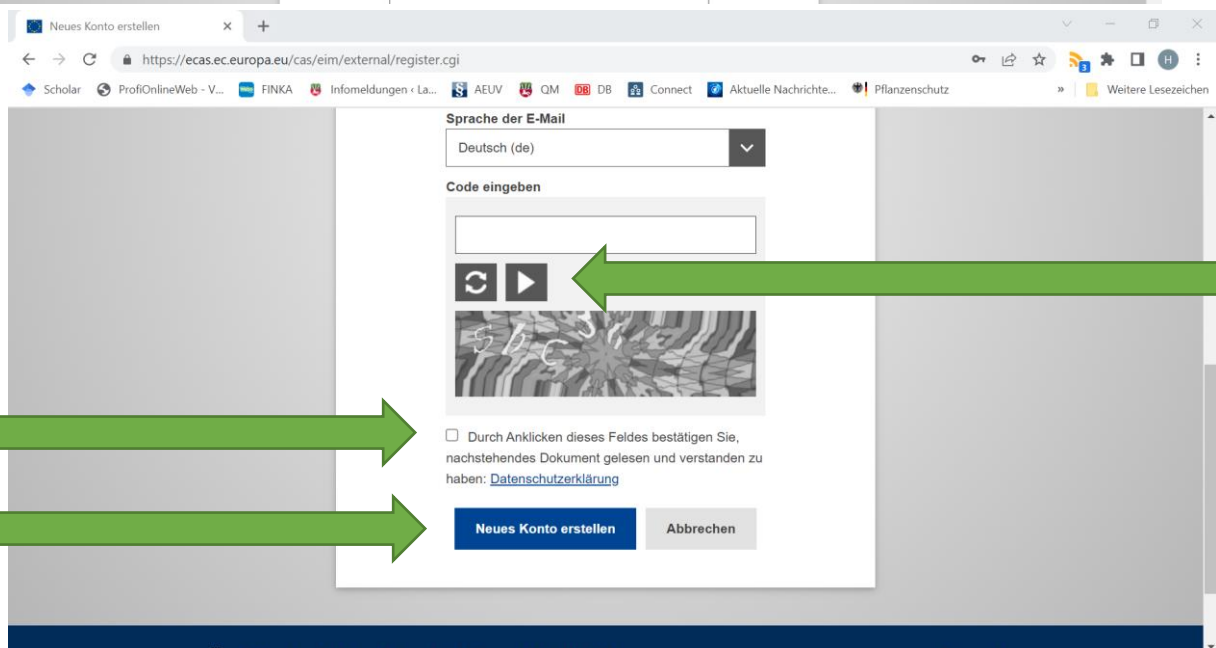 Neues Konto erstellen
https://ecas.ec.europa.eu/cas/eim/external/register.cgi
3
H
Scholar ProfiOnlineWeb - V... FINKA Infomeldungen ‹ La... AEUV QM DB DB Connect Aktuelle Nachrichte... Pflanzenschutz » Weitere Lesezeichen
Sprache der E-Mail
Deutsch (de)
Code eingeben
Durch Anklicken dieses Feldes bestätigen Sie,
nachstehendes Dokument gelesen und verstanden zu
haben: Datenschutzerklärung
Neues Konto erstellen Abbrechen